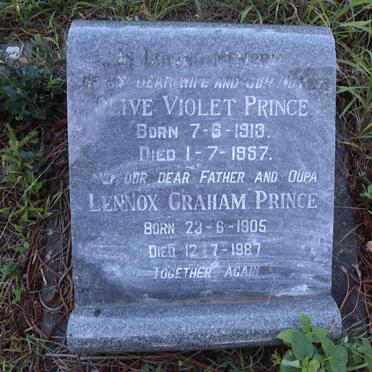 IN LOVING MEMORY
OF MY DEAR WIFE AND OUR MOTHER
OLIVE VIOLET PRINCE
BORN 7-6-1913.
DIED 1-7-1957.
AND OUR DEAR FATHER AND OUPA
LENNOX GRAHAM PRINCE
BORN 23-6-1905
DIED 12-7-1987
TOGETHER AGAIN